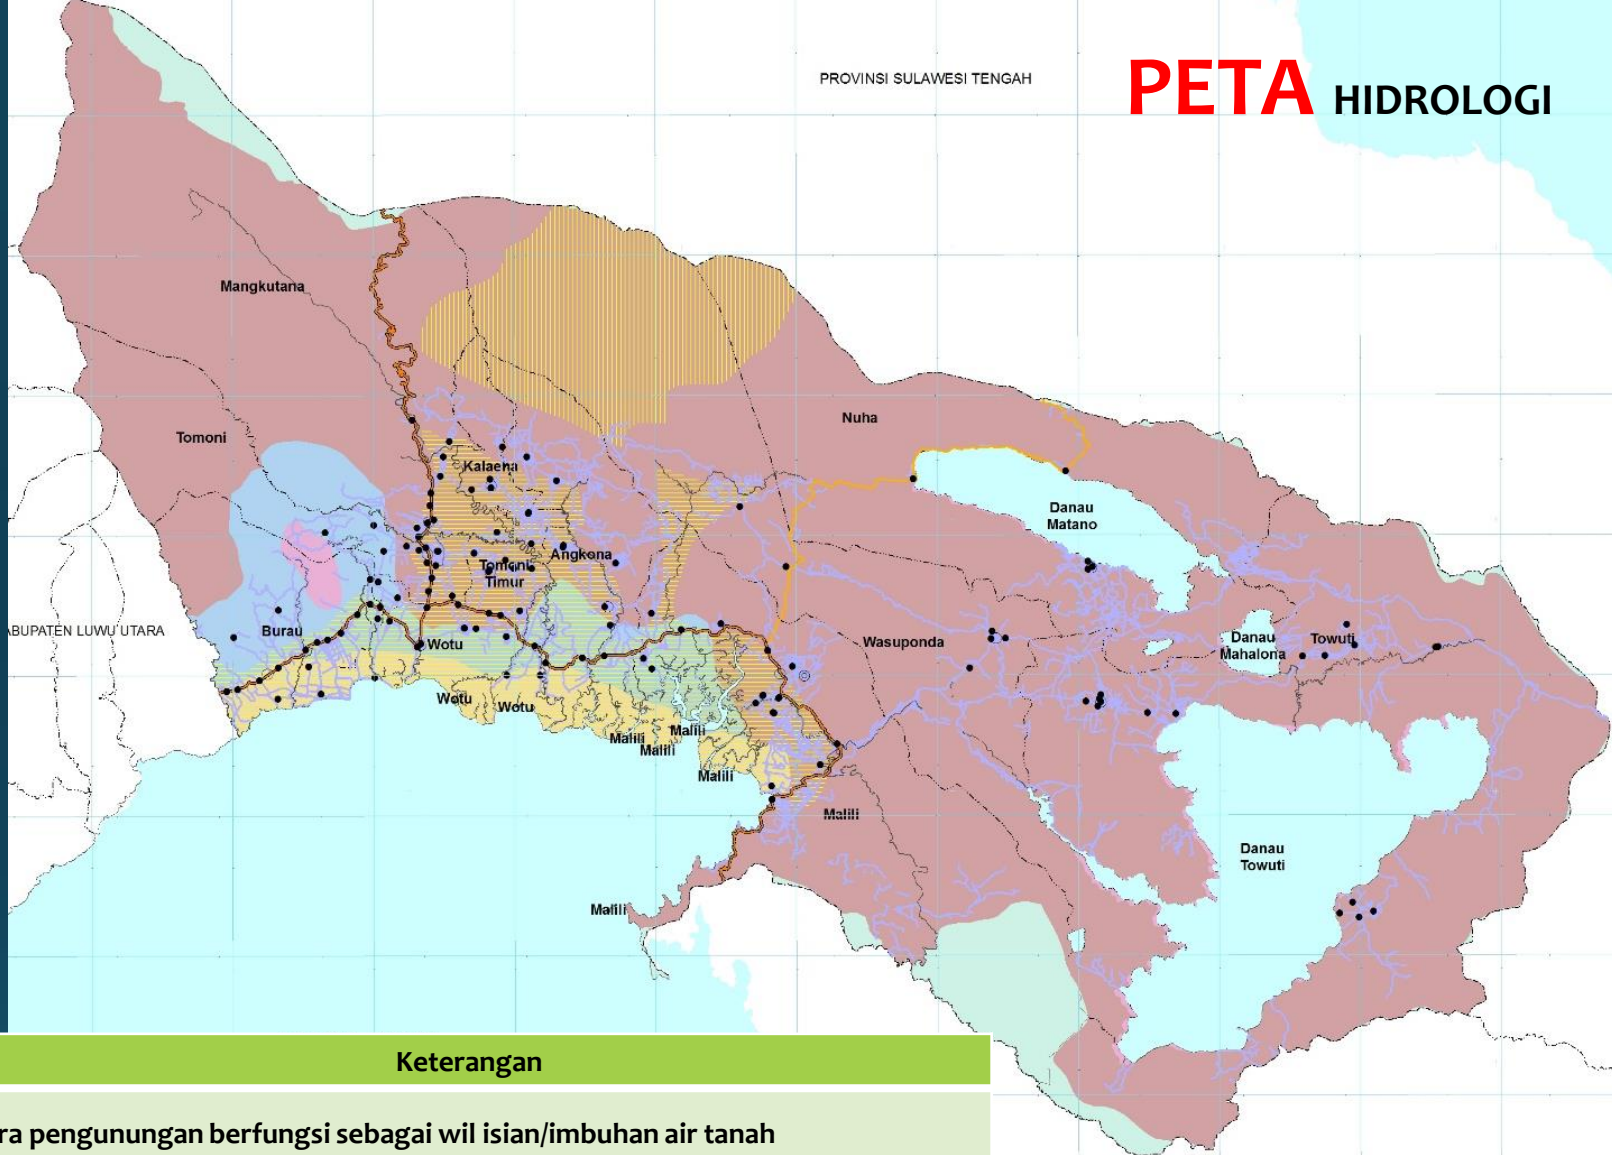 PROVINSI SULAWESI TENGAH
PETA HIDROLOGI
Mangkutana
Nuha
Tomoni
Kalaena
Danau
Matano
Angkona
Tomoni
Timur
ABUPATEN LUWU UTARA
Burau
Wotu
Wasuponda
Danau
Mahalona
Towuti
Wotu
Wotu
Malili
Malili
Malili
Malili
Malili
Danau
Towuti
Malili
Keterangan
ra pengunungan berfungsi sebagai wil isian/imbuhan air tanah